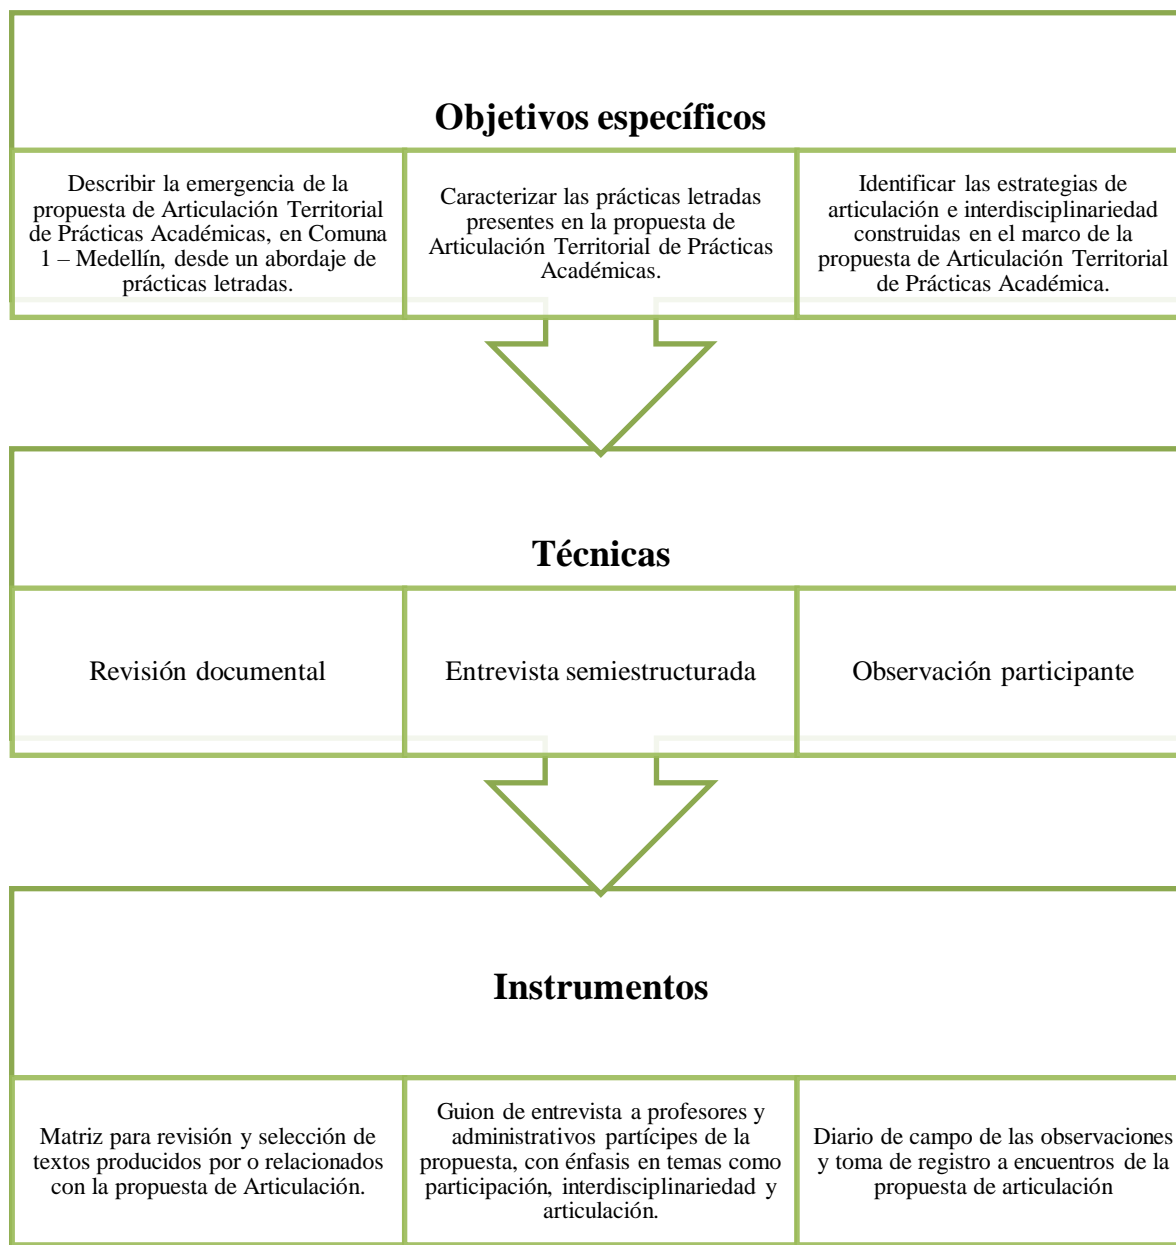 Objetivos específicos
Describir la emergencia de la
propuesta de Articulación Territorial
de Prácticas Académicas, en Comuna
1 – Medellín, desde un abordaje de
prácticas letradas.
Caracterizar las prácticas letradas
presentes en la propuesta de
Articulación Territorial de Prácticas
Académicas.
Identificar las estrategias de
articulación e interdisciplinariedad
construidas en el marco de la
propuesta de Articulación Territorial
de Prácticas Académica.
Técnicas
Revisión documental
Entrevista semiestructurada
Observación participante
Instrumentos
Matriz para revisión y selección de
textos producidos por o relacionados
con la propuesta de Articulación.
Guion de entrevista a profesores y
administrativos partícipes de la
propuesta, con énfasis en temas como
participación, interdisciplinariedad y
articulación.
Diario de campo de las observaciones
y toma de registro a encuentros de la
propuesta de articulación